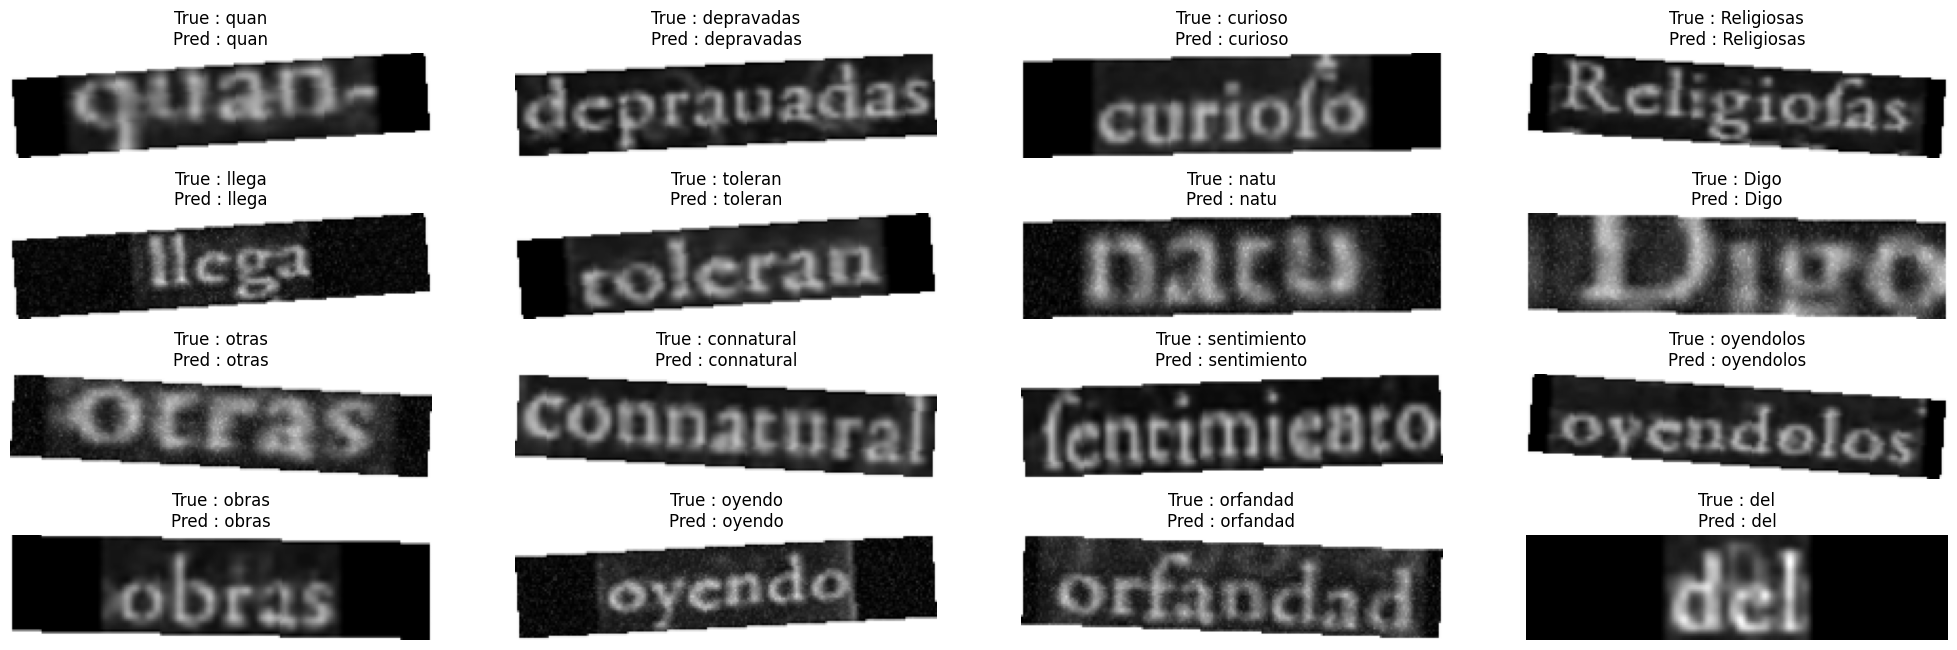 True : quan
Pred : quan
quan-
True : depravadas
Pred : depravadas
deprauadas
True : curioso
Pred : curioso
curioſo
True : Religiosas
Pred : Religiosas
Religioſas
True : llega
Pred : llega
llega
True : toleran
Pred : toleran
toleran
True : natu
Pred : natu
natu
True : Digo
Pred : Digo
Digo
True : otras
Pred : otras
otras
True : connatural
Pred : connatural
connatural
True : sentimiento
Pred : sentimiento
ſentimiento
True : oyendolos
Pred : oyendolos
oyendolos
True : obras
Pred : obras
obras
True : oyendo
Pred : oyendo
oyendo
True : orfandad
Pred : orfandad
orfandad
True : del
Pred : del
del